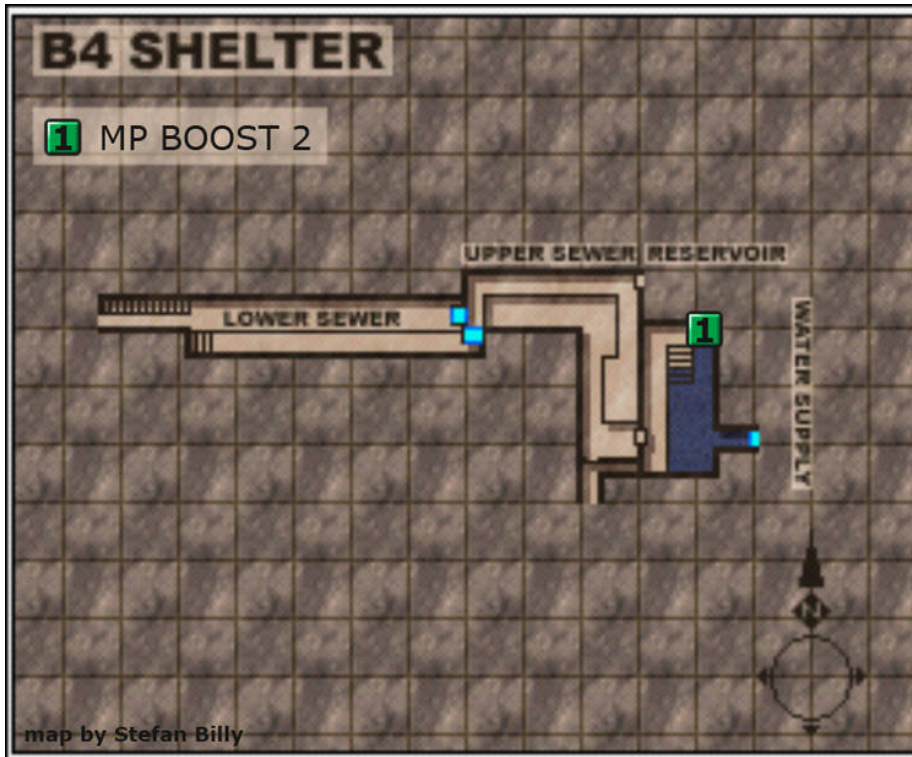 B4 SHELTER
1 MP BOOST 2
UPPER SEWER RESERVOIR
LOWER SEWER
1
WATER SUPPLY
N
map by Stefan Billy